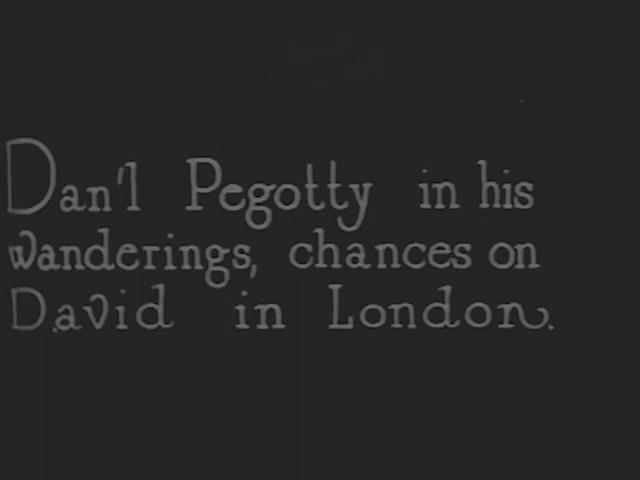 Dan'l Pegotty in his
wanderings, chances on
David in London.